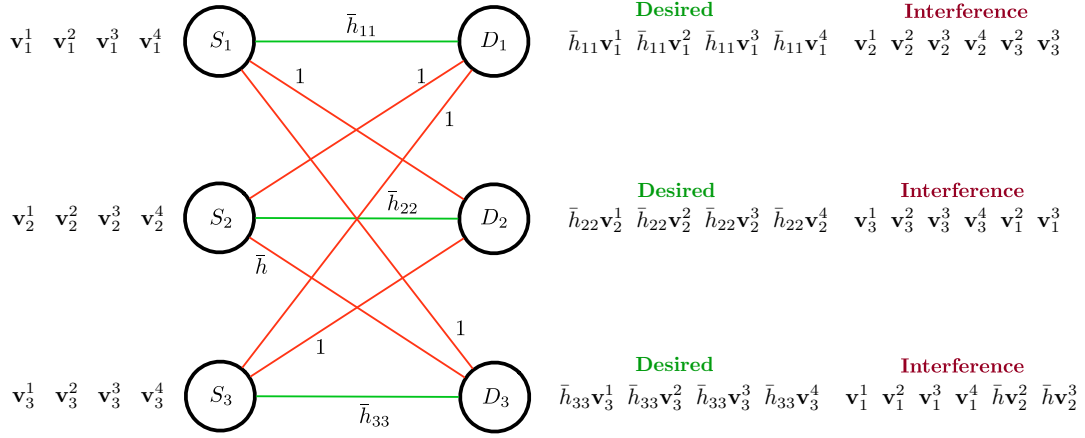 Desired Interference
v₁¹ v₁² v₁³ v₁⁴ S₁ h̄₁₁ D₁ h̄₁₁v₁¹ h̄₁₁v₁² h̄₁₁v₁³ h̄₁₁v₁⁴ v₂¹ v₂² v₂³ v₂⁴ v₃² v₃³
1 1
1
Desired Interference
v₂¹ v₂² v₂³ v₂⁴ S₂ h̄₂₂ D₂ h̄₂₂v₂¹ h̄₂₂v₂² h̄₂₂v₂³ h̄₂₂v₂⁴ v₃¹ v₃² v₃³ v₃⁴ v₁² v₁³
h̄
1
1
Desired Interference
v₃¹ v₃² v₃³ v₃⁴ S₃ h̄₃₃ D₃ h̄₃₃v₃¹ h̄₃₃v₃² h̄₃₃v₃³ h̄₃₃v₃⁴ v₁¹ v₁² v₁³ v₁⁴ h̄v₂² h̄v₂³